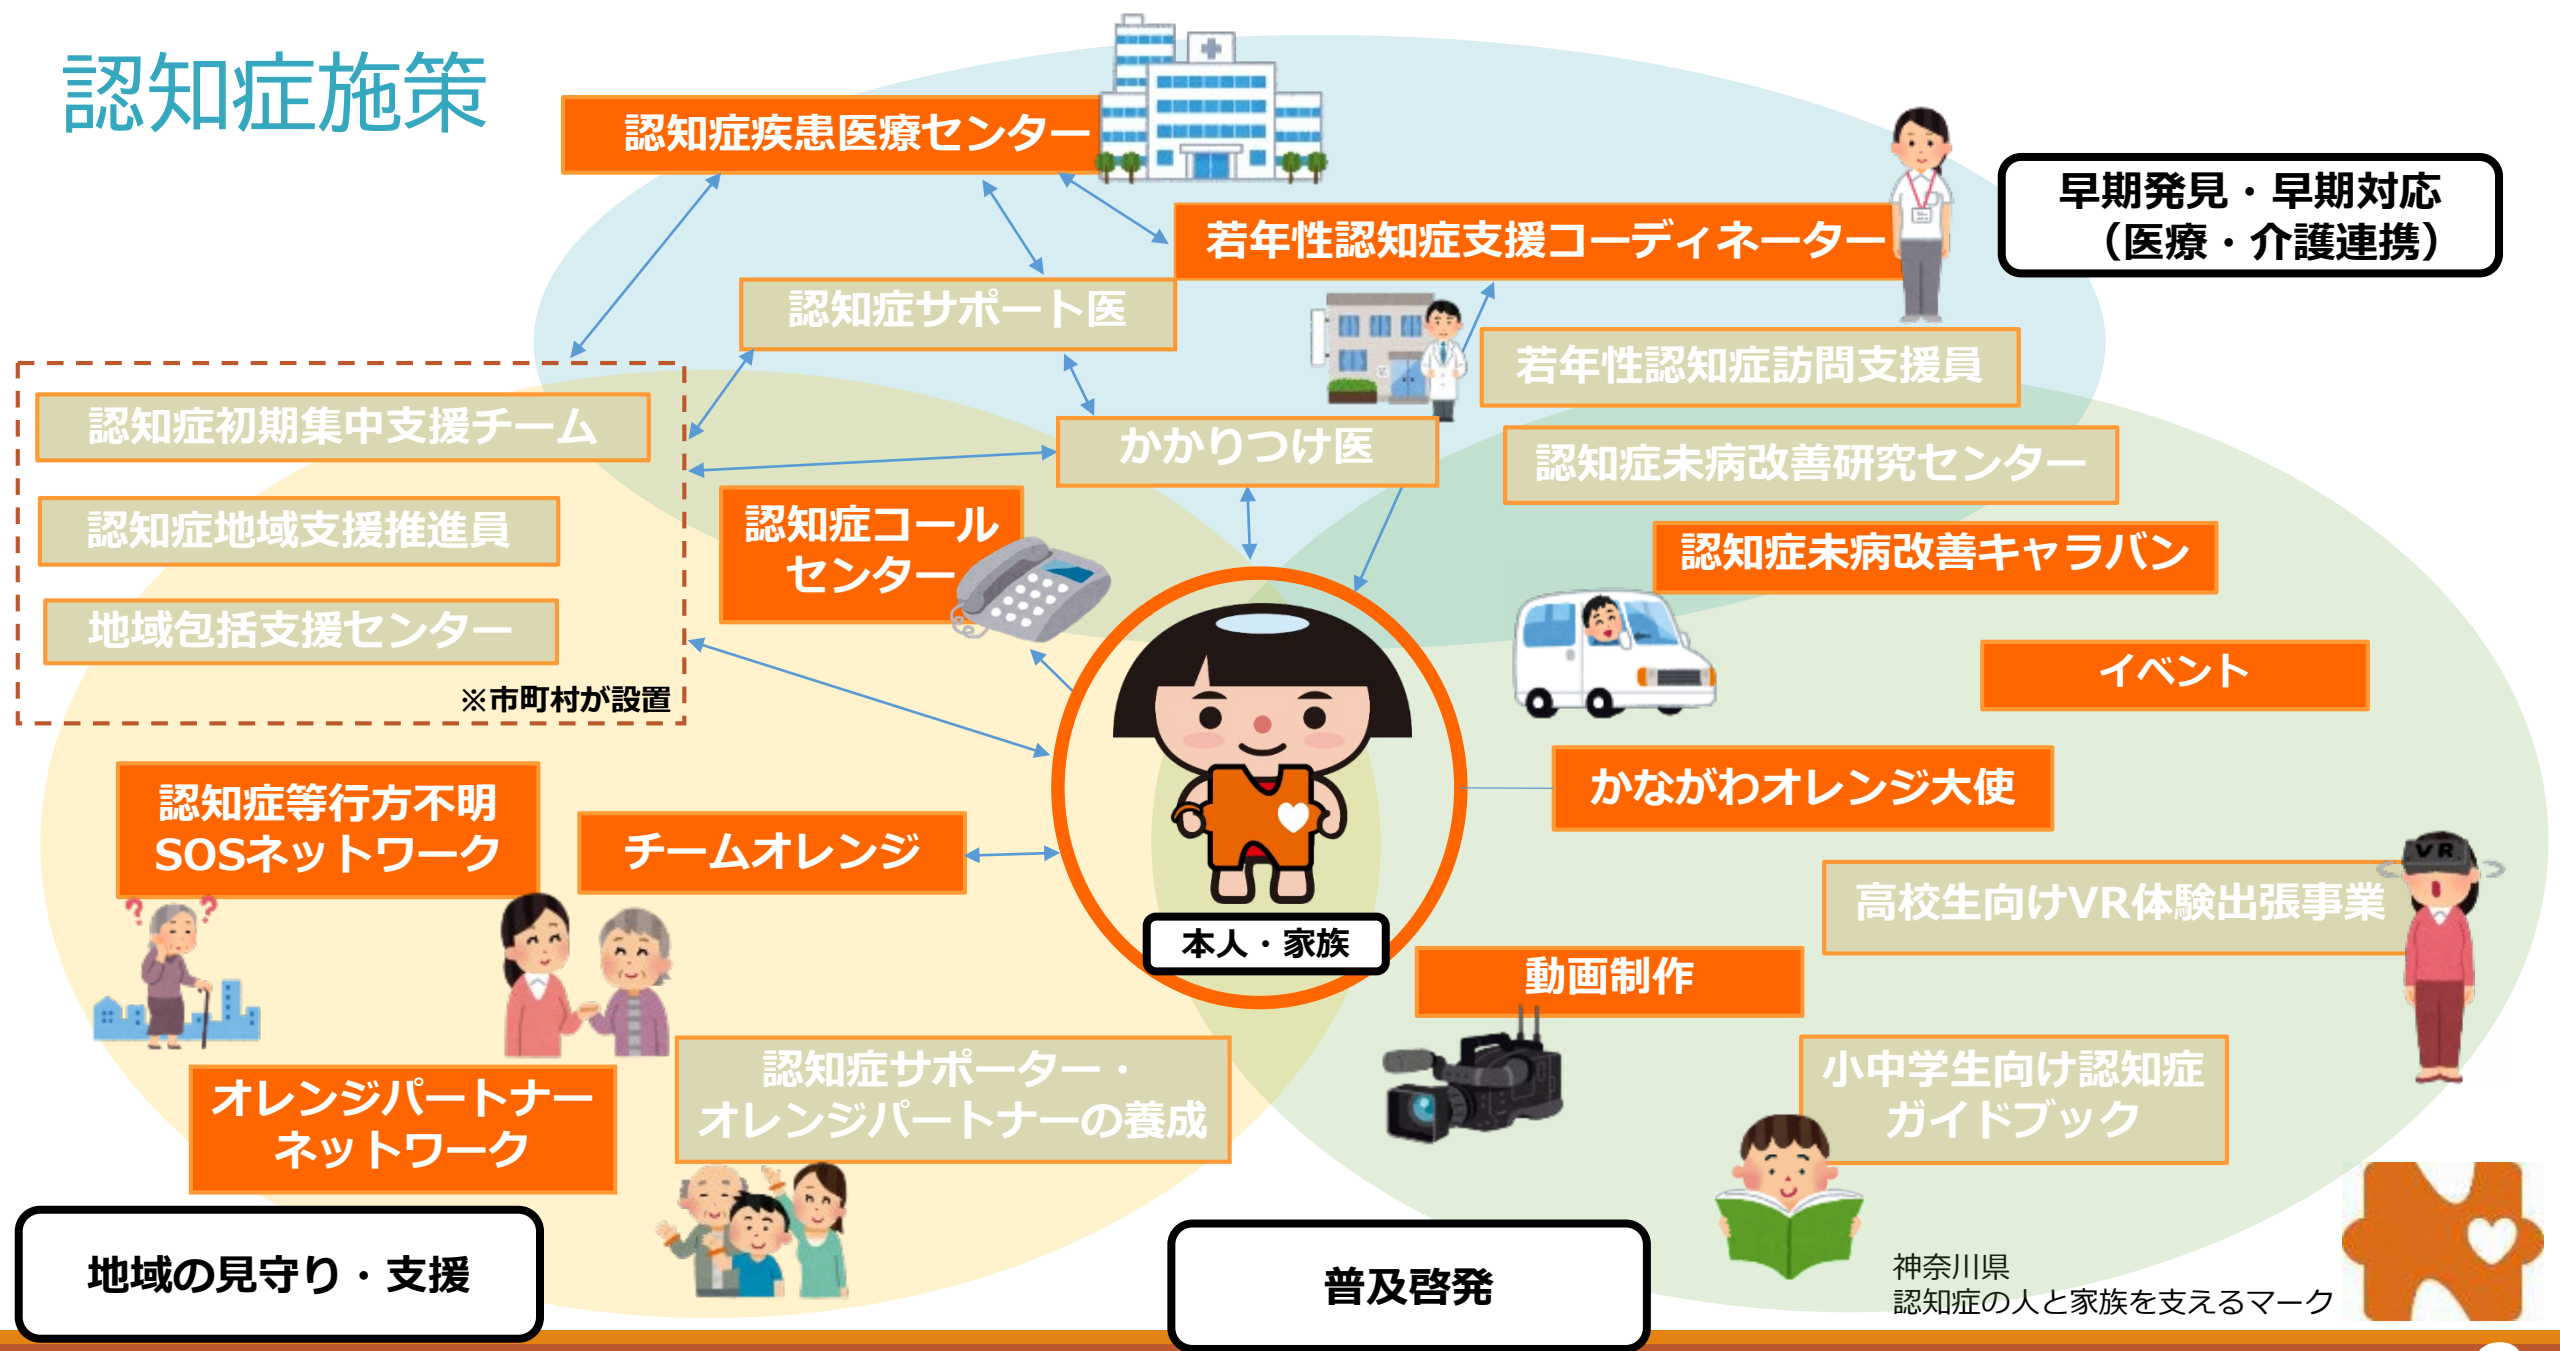 認知症施策
認知症疾患医療センター
早期発見・早期対応
（医療・介護連携）
若年性認知症支援コーディネーター
認知症サポート医
若年性認知症訪問支援員
認知症初期集中支援チーム
かかりつけ医
認知症未病改善研究センター
認知症地域支援推進員
認知症コール
センター
認知症未病改善キャラバン
地域包括支援センター
※市町村が設置
イベント
認知症等行方不明
SOSネットワーク
チームオレンジ
かながわオレンジ大使
高校生向けVR体験出張事業
VR
本人・家族
動画制作
オレンジパートナー
ネットワーク
認知症サポーター・
オレンジパートナーの養成
小中学生向け認知症
ガイドブック
地域の見守り・支援
普及啓発
神奈川県
認知症の人と家族を支えるマーク